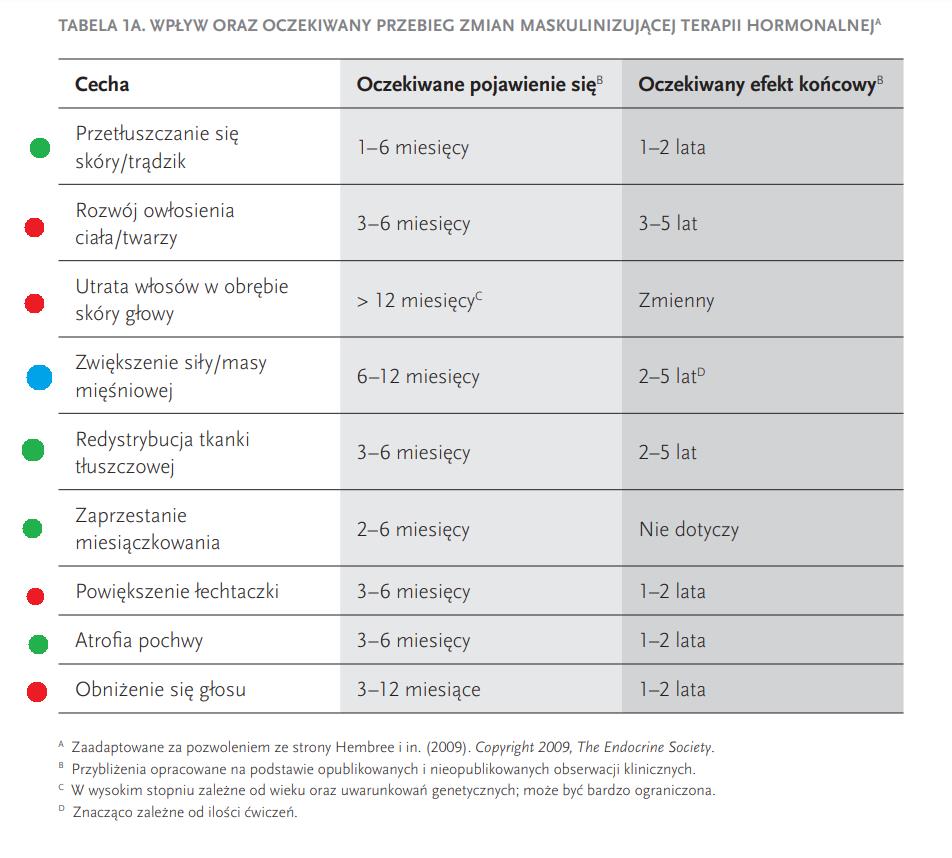 TABELA 1A. WPŁYW ORAZ OCZEKIWANY PRZEBIEG ZMIAN MASKULINIZUJĄCEJ TERAPII HORMONALNEJᴬ
Cecha Oczekiwane pojawienie sięᴮ Oczekiwany efekt końcowyᴮ
Przetłuszczanie się
skóry/trądzik
1–6 miesięcy 1–2 lata
Rozwój owłosienia
ciała/twarzy
3–6 miesięcy 3–5 lat
Utrata włosów w obrębie
skóry głowy
> 12 miesięcyC Zmienny
Zwiększenie siły/masy
mięśniowej
6–12 miesięcy 2–5 latᴰ
Redystrybucja tkanki
tłuszczowej
3–6 miesięcy 2–5 lat
Zaprzestanie
miesiączkowania
2–6 miesięcy Nie dotyczy
Powiększenie łechtaczki 3–6 miesięcy 1–2 lata
Atrofia pochwy 3–6 miesięcy 1–2 lata
Obniżenie się głosu 3–12 miesiące 1–2 lata
ᴬ Zaadaptowane za pozwoleniem ze strony Hembree i in. (2009). Copyright 2009, The Endocrine Society.
ᴮ Przybliżenia opracowane na podstawie opublikowanych i nieopublikowanych obserwacji klinicznych.
C W wysokim stopniu zależne od wieku oraz uwarunkowań genetycznych; może być bardzo ograniczona.
ᴰ Znacząco zależne od ilości ćwiczeń.